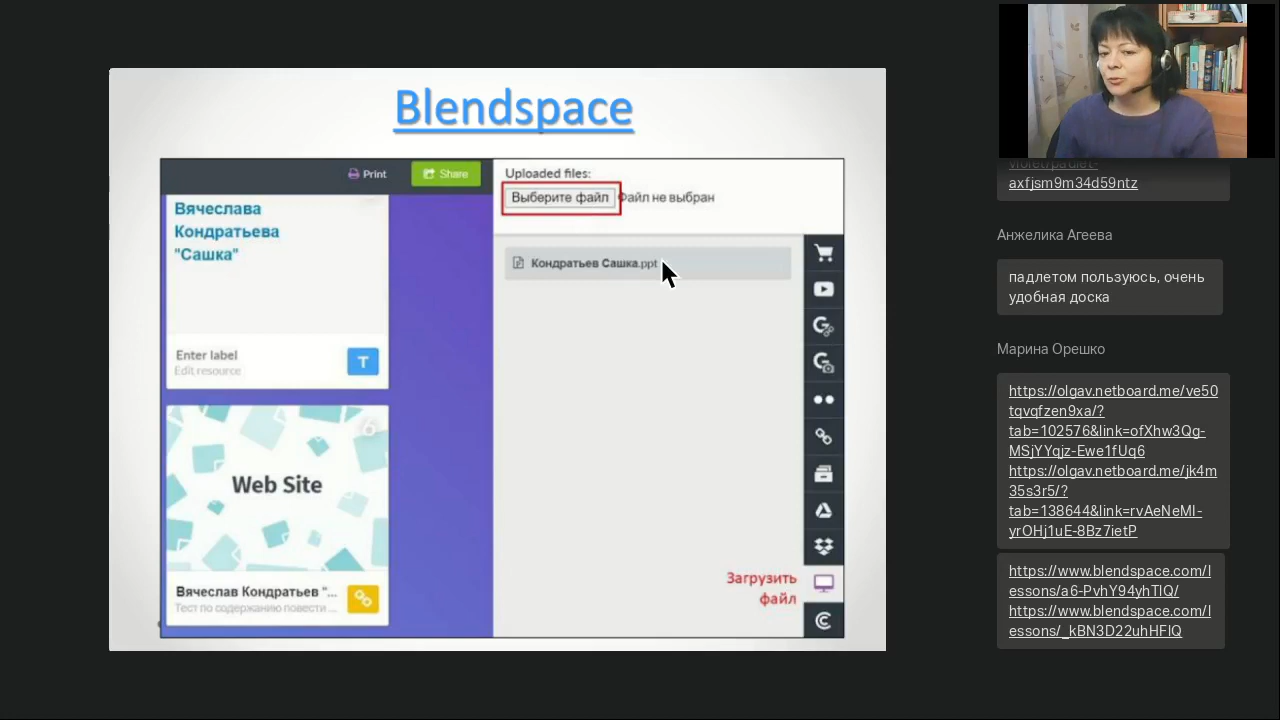 Blendspace
Print
Share
Uploaded files:
Выберите файл Файл не выбран
Вячеслава
Кондратьева
"Сашка"
Кондратьев Сашка.ppt
Enter label
Edit resource
T
6
Web Site
Вячеслав Кондратьев "...
Тест по содержанию повести ...
Загрузить
файл
violet/padlet-
axfjsm9m34d59ntz
Анжелика Агеева
падлетом пользуюсь, очень
удобная доска
Марина Орешко
https://olgav.netboard.me/ve50
tqvqfzen9xa/?
tab=102576&link=ofXhw3Qg-
MSjYYqjz-Ewe1fUq6
https://olgav.netboard.me/jk4m
35s3r5/?
tab=138644&link=rvAeNeMI-
yrOHj1uE-8Bz7ietP
https://www.blendspace.com/l
essons/a6-PvhY94yhTIQ/
https://www.blendspace.com/l
essons/_kBN3D22uhHFIQ